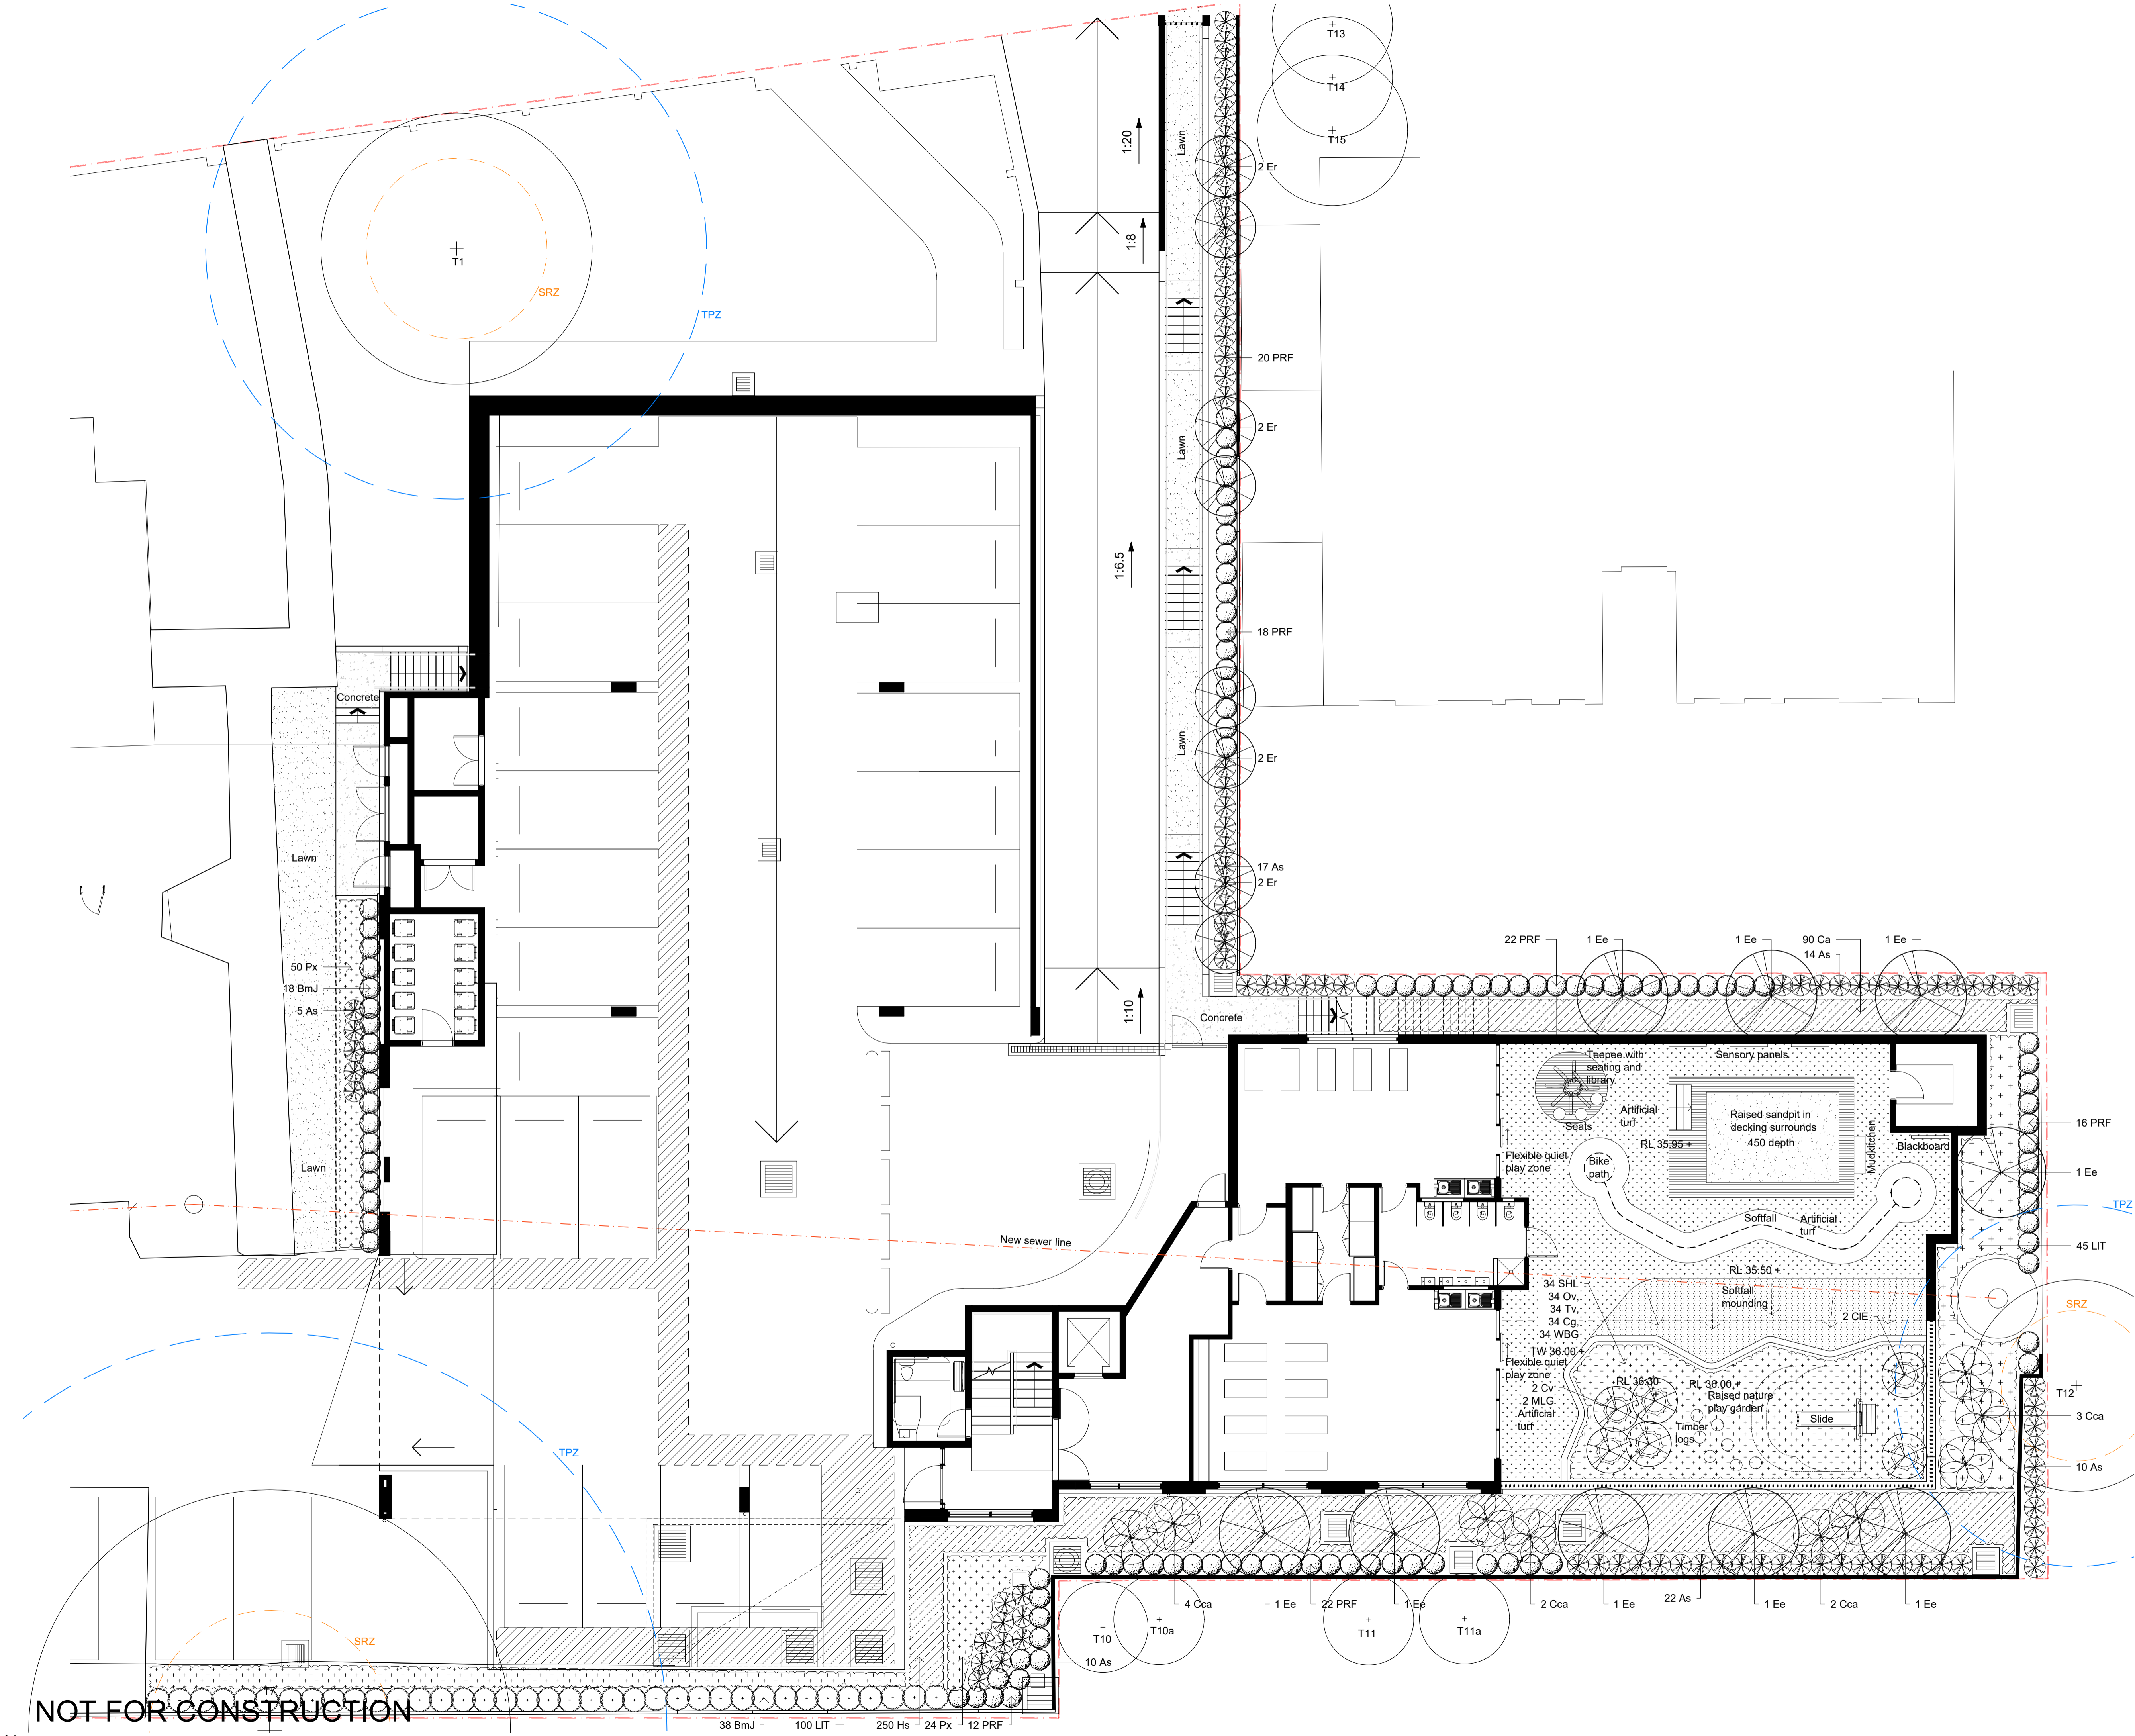 T13
T14
T15
1:20
Lawn
2 Er
T1
SRZ
TPZ
1:8
20 PRF
Lawn
2 Er
1:6.5
18 PRF
Concrete
Lawn
2 Er
Lawn
17 As
2 Er
22 PRF
1 Ee
1 Ee
90 Ca
14 As
1 Ee
50 Px
18 BmJ
5 As
1:10
Concrete
Teepee with
seating and
library
Sensory panels
Artificial
turf
Raised sandpit in
decking surrounds
450 depth
Seats
RL 35.95 +
Mudkitchen
Blackboard
16 PRF
Flexible quiet
play zone
Bike
path
1 Ee
Lawn
TPZ
Softfall
Artificial
turf
New sewer line
45 LIT
RL 35.50 +
34 SHL
34 Ov,
34 Tv,
34 Cg,
34 WBG
Softfall
mounding
2 ClE
SRZ
TW 36.00 +
Flexible quiet
play zone
RL 36.30
RL 36.00 +
2 Cv
2 MLG
Artificial
turf
Raised nature
play garden
T12
Timber
logs
Slide
3 Cca
TPZ
10 As
4 Cca
1 Ee
22 PRF
1 Ee
2 Cca
1 Ee
22 As
1 Ee
2 Cca
1 Ee
T10
T10a
T11
T11a
SRZ
10 As
T7
NOT FOR CONSTRUCTION
38 BmJ
100 LIT
250 Hs
24 Px
12 PRF